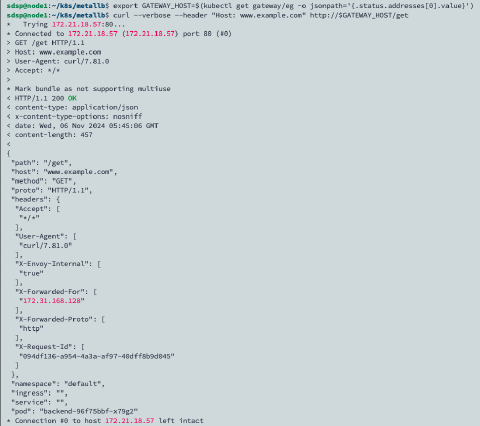 sdsp@node1:~/k8s/metallb$ export GATEWAY_HOST=$(kubectl get gateway/eg -o jsonpath='{.status.addresses[0].value}')
sdsp@node1:~/k8s/metallb$ curl --verbose --header "Host: www.example.com" http://$GATEWAY_HOST/get
*   Trying 172.21.18.57:80...
* Connected to 172.21.18.57 (172.21.18.57) port 80 (#0)
> GET /get HTTP/1.1
> Host: www.example.com
> User-Agent: curl/7.81.0
> Accept: */*
>
* Mark bundle as not supporting multiuse
< HTTP/1.1 200 OK
< content-type: application/json
< x-content-type-options: nosniff
< date: Wed, 06 Nov 2024 05:45:06 GMT
< content-length: 457
<
{
 "path": "/get",
 "host": "www.example.com",
 "method": "GET",
 "proto": "HTTP/1.1",
 "headers": {
  "Accept": [
   "*/*"
  ],
  "User-Agent": [
   "curl/7.81.0"
  ],
  "X-Envoy-Internal": [
   "true"
  ],
  "X-Forwarded-For": [
   "172.31.168.128"
  ],
  "X-Forwarded-Proto": [
   "http"
  ],
  "X-Request-Id": [
   "094df136-a954-4a3a-af97-40dff8b9d045"
  ]
 },
 "namespace": "default",
 "ingress": "",
 "service": "",
 "pod": "backend-96f75bbf-x79g2"
* Connection #0 to host 172.21.18.57 left intact